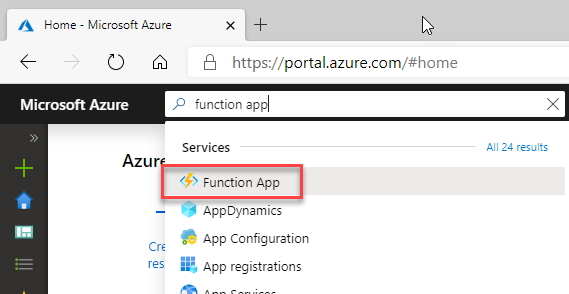 Home - Microsoft Azure
https://portal.azure.com/#home
Microsoft Azure
function app
Services
All 24 results
Azure
Function App
AppDynamics
App Configuration
Cre
App registrations
res
App Services